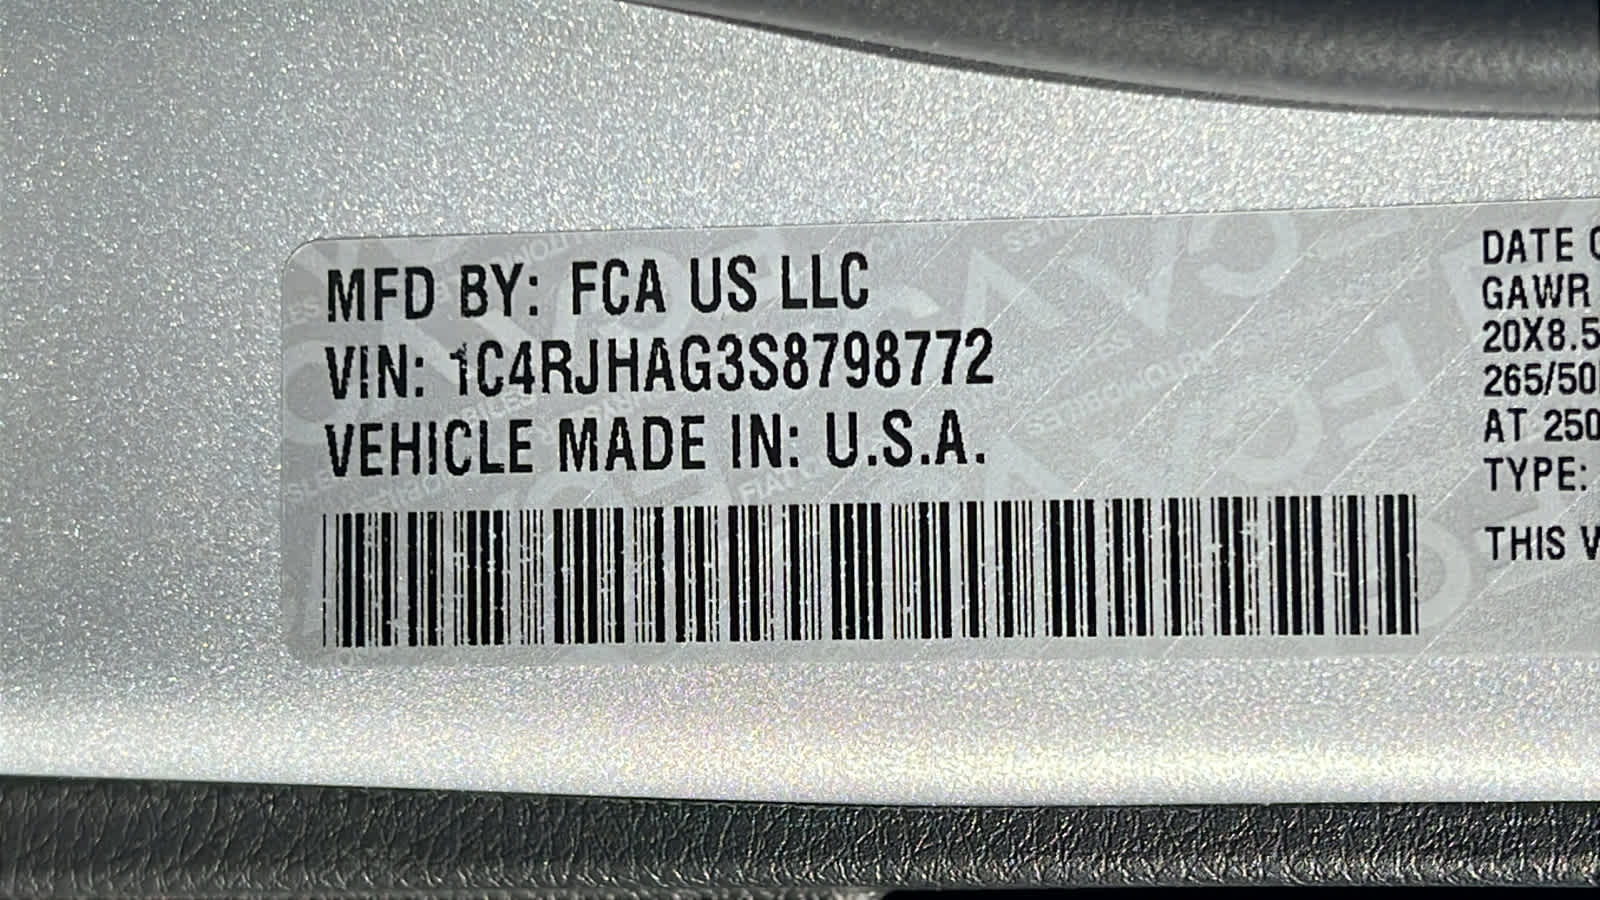 MFD BY: FCA US LLC
VIN: 1C4RJHAG3S8798772
VEHICLE MADE IN: U.S.A.
DATE
GAWR
20X8.5
265/50
AT 250
TYPE:
THIS V